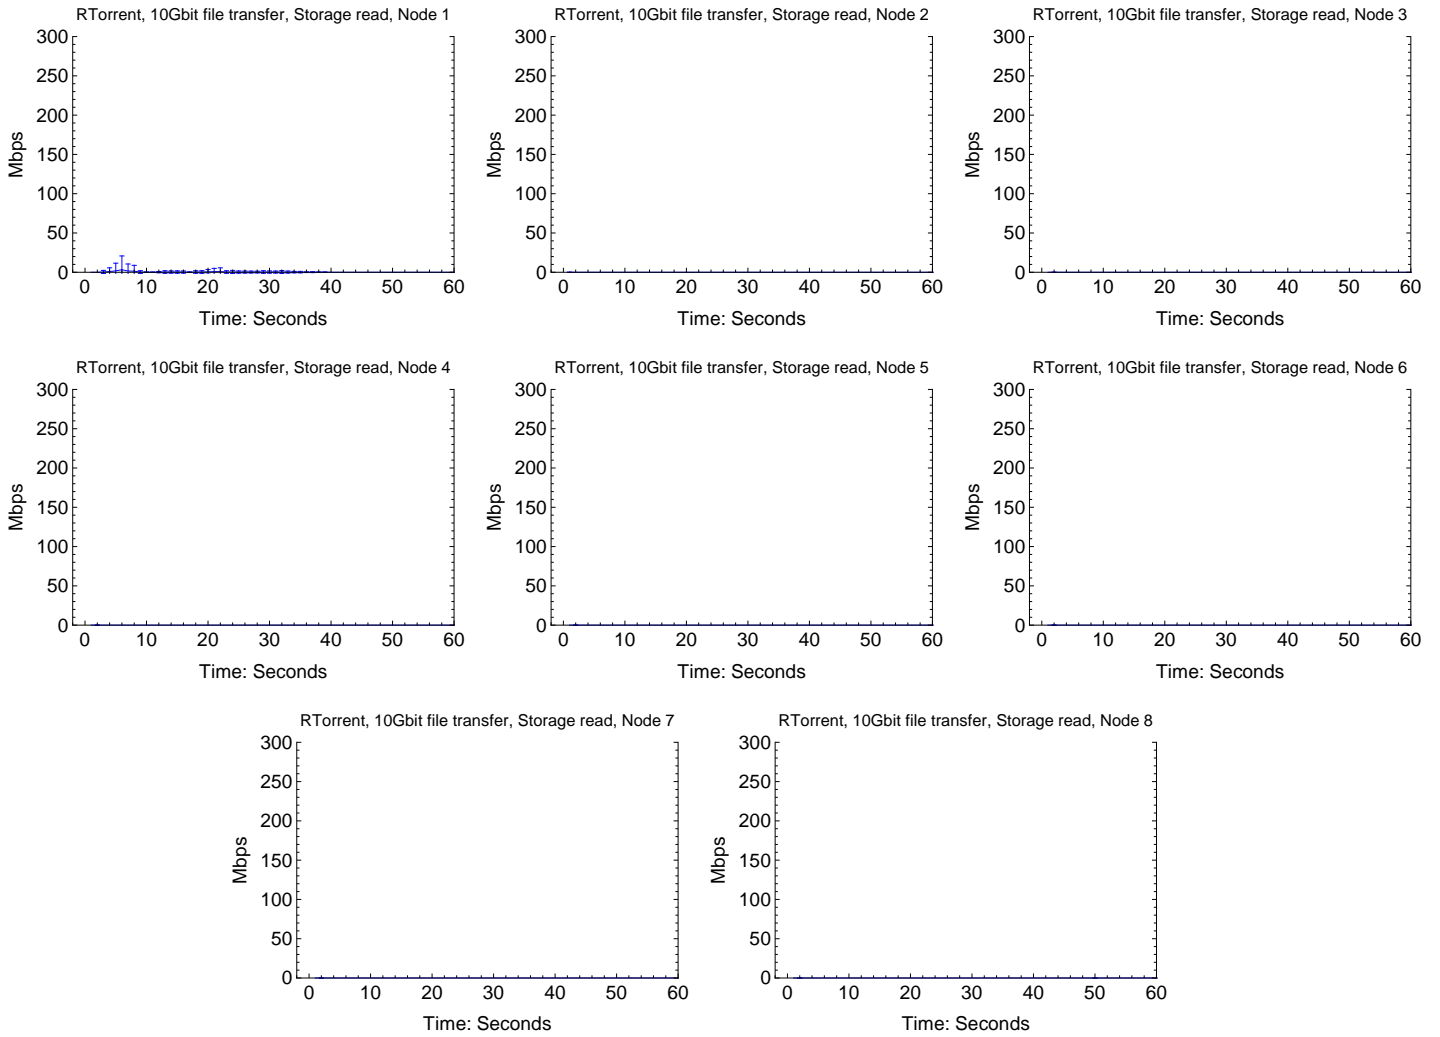 RTorrent, 10Gbit file transfer, Storage read, Node 1
300
250
200
150
100
50
0
Mbps
0 10 20 30 40 50 60
Time: Seconds
RTorrent, 10Gbit file transfer, Storage read, Node 2
300
250
200
150
100
50
0
Mbps
0 10 20 30 40 50 60
Time: Seconds
RTorrent, 10Gbit file transfer, Storage read, Node 3
300
250
200
150
100
50
0
Mbps
0 10 20 30 40 50 60
Time: Seconds
RTorrent, 10Gbit file transfer, Storage read, Node 4
300
250
200
150
100
50
0
Mbps
0 10 20 30 40 50 60
Time: Seconds
RTorrent, 10Gbit file transfer, Storage read, Node 5
300
250
200
150
100
50
0
Mbps
0 10 20 30 40 50 60
Time: Seconds
RTorrent, 10Gbit file transfer, Storage read, Node 6
300
250
200
150
100
50
0
Mbps
0 10 20 30 40 50 60
Time: Seconds
RTorrent, 10Gbit file transfer, Storage read, Node 7
300
250
200
150
100
50
0
Mbps
0 10 20 30 40 50 60
Time: Seconds
RTorrent, 10Gbit file transfer, Storage read, Node 8
300
250
200
150
100
50
0
Mbps
0 10 20 30 40 50 60
Time: Seconds